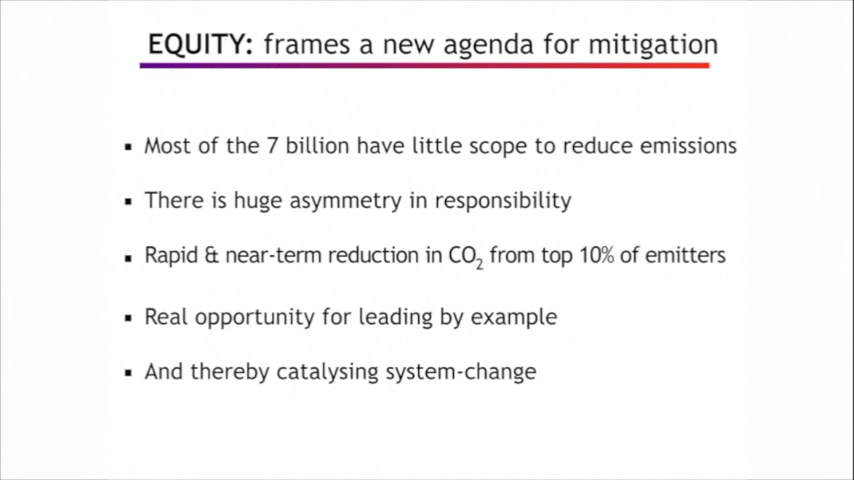 EQUITY: frames a new agenda for mitigation
▪ Most of the 7 billion have little scope to reduce emissions
▪ There is huge asymmetry in responsibility
▪ Rapid & near-term reduction in CO₂ from top 10% of emitters
▪ Real opportunity for leading by example
▪ And thereby catalysing system-change